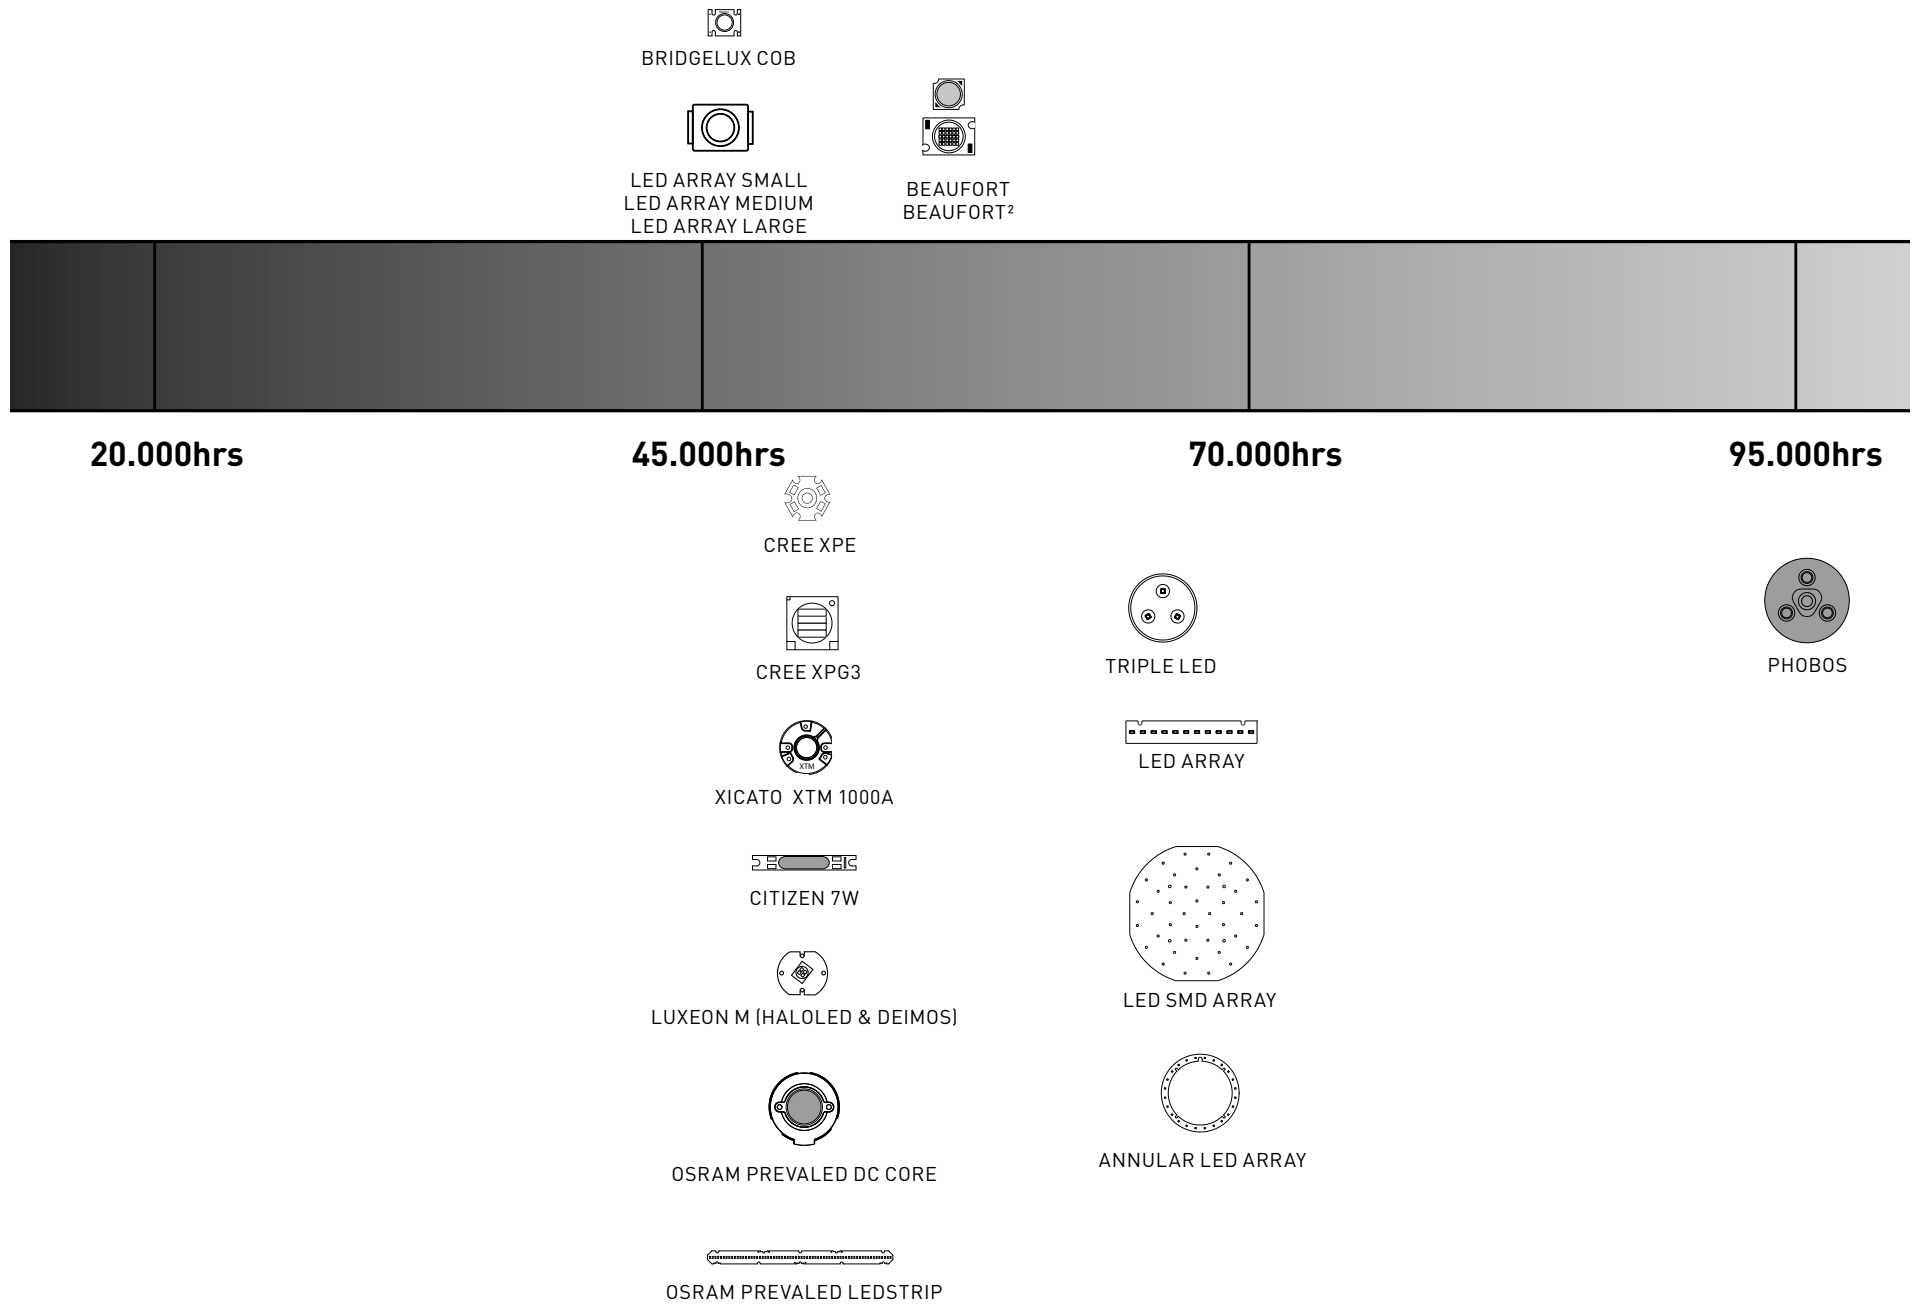 BRIDGELUX COB
LED ARRAY SMALL
LED ARRAY MEDIUM
LED ARRAY LARGE
BEAUFORT
BEAUFORT²
20.000hrs
45.000hrs
70.000hrs
95.000hrs
CREE XPE
CREE XPG3
XTM
XICATO XTM 1000A
CITIZEN 7W
LUXEON M (HALOLED & DEIMOS)
OSRAM PREVALED DC CORE
OSRAM PREVALED LEDSTRIP
TRIPLE LED
LED ARRAY
LED SMD ARRAY
ANNULAR LED ARRAY
PHOBOS